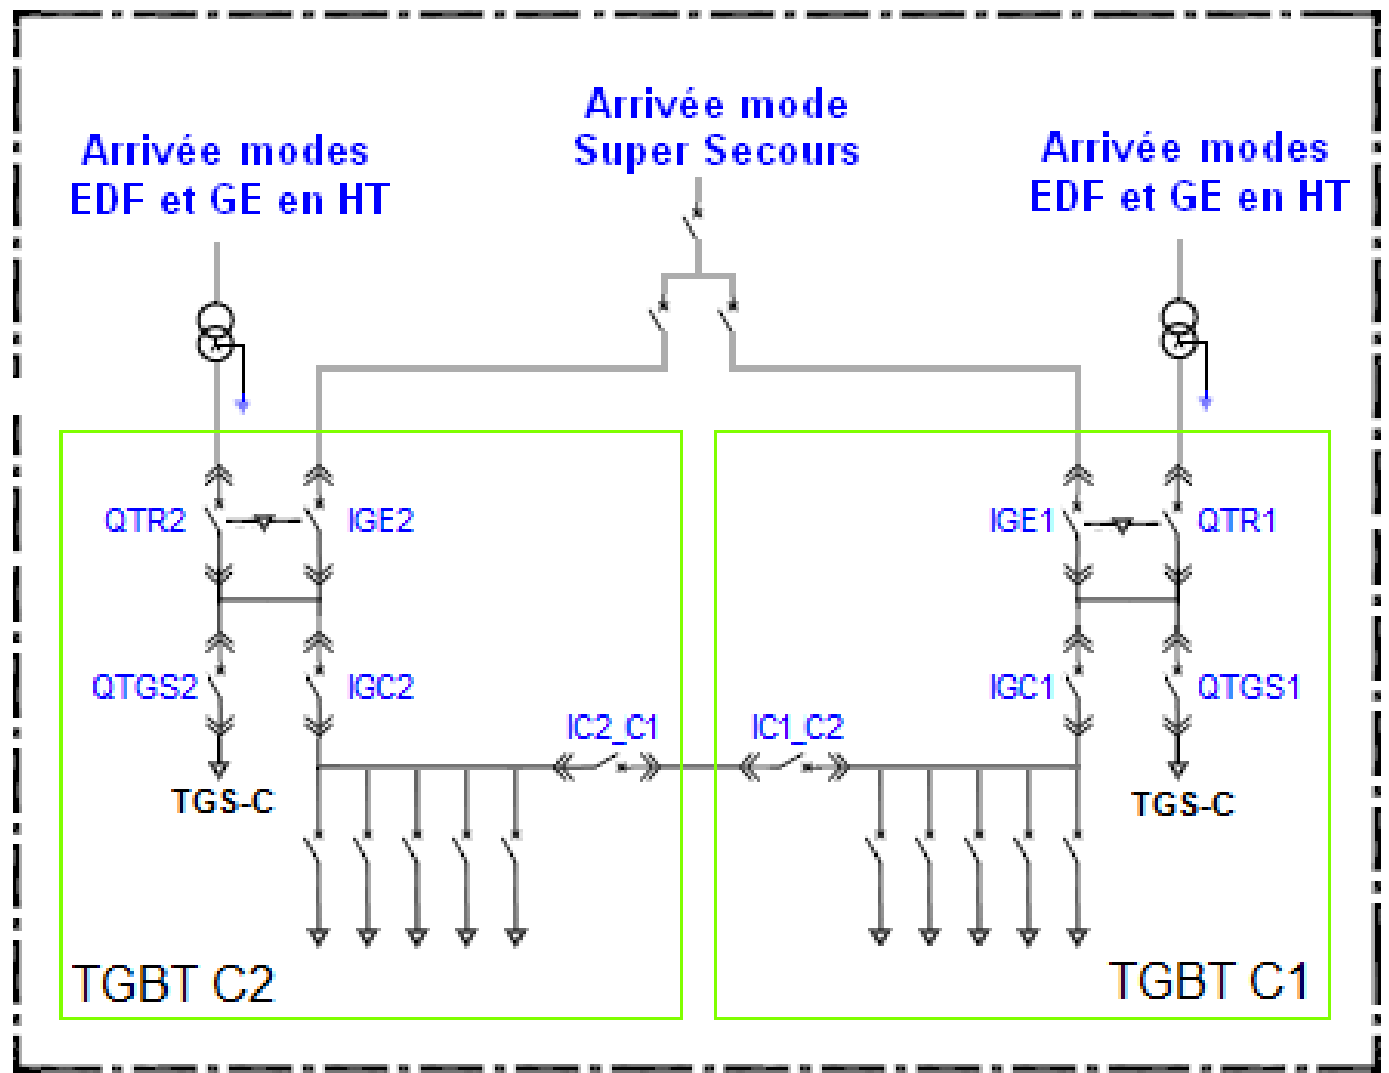 Arrivée mode
Super Secours
Arrivée modes
EDF et GE en HT
Arrivée modes
EDF et GE en HT
QTR2
IGE2
IGE1
QTR1
QTGS2
IGC2
IGC1
QTGS1
IC2_C1
IC1_C2
TGS-C
TGS-C
TGBT C2
TGBT C1